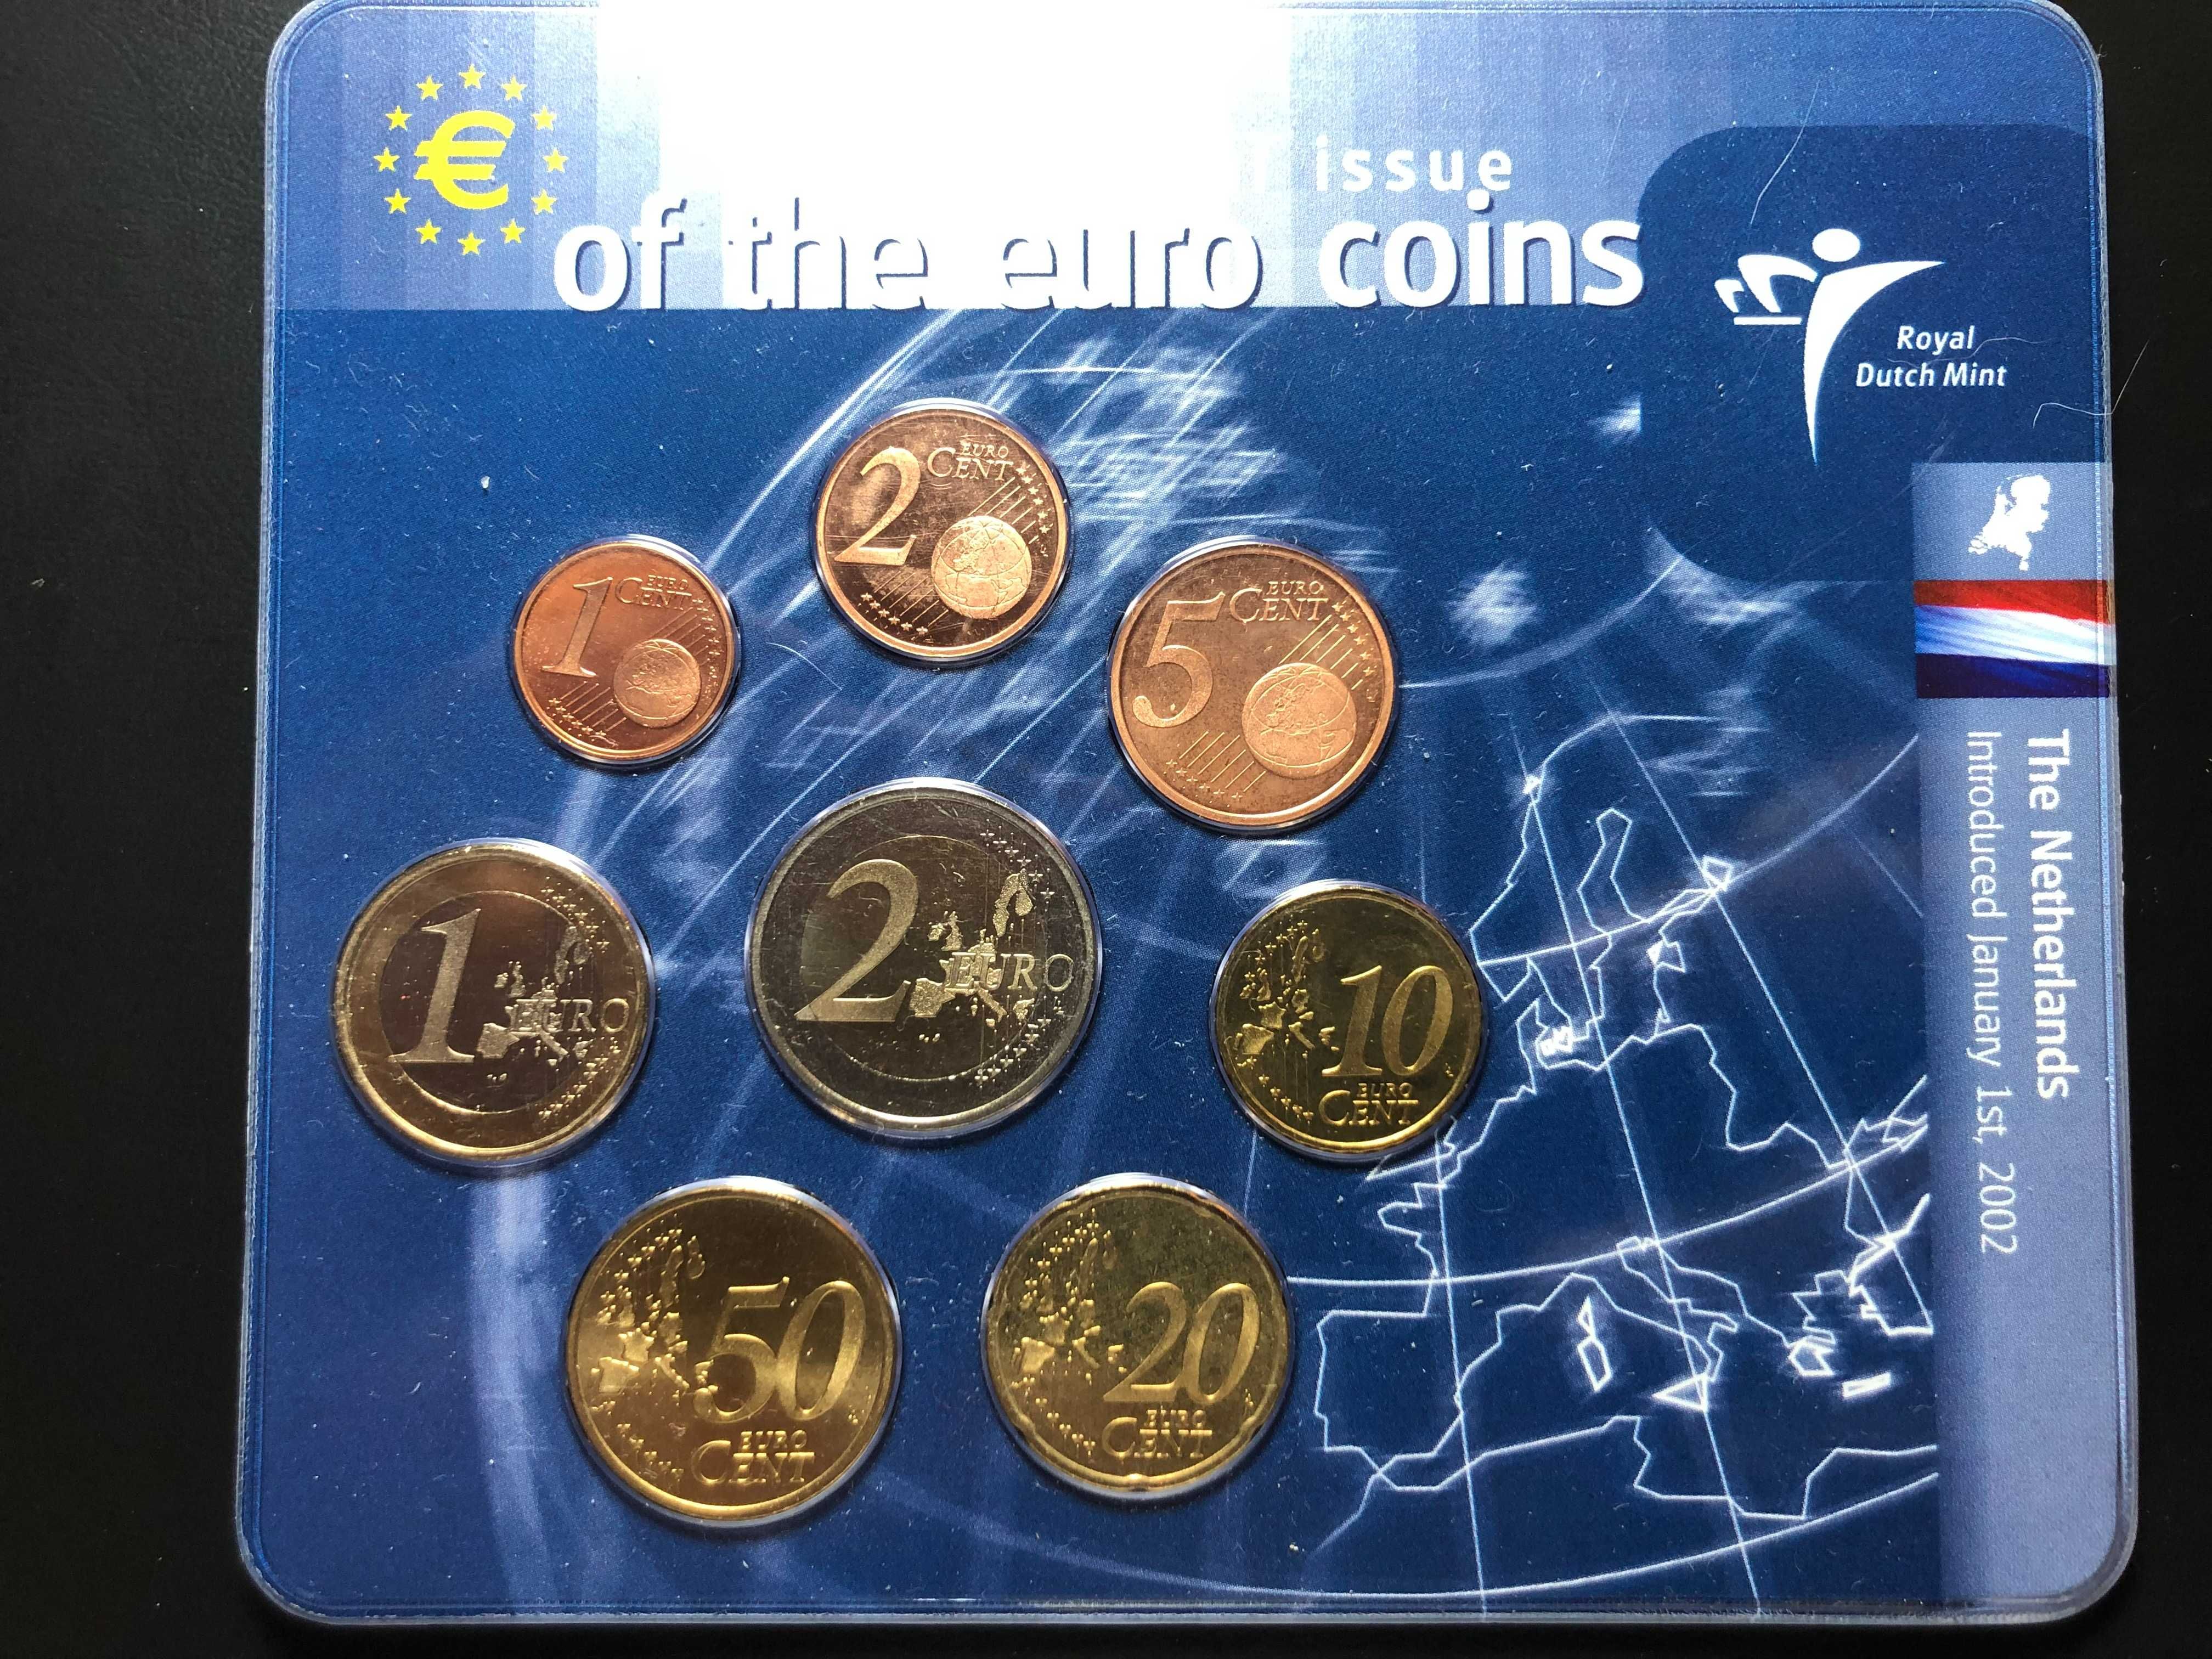 €
issue
of the euro coins
Royal
Dutch Mint
2 EURO
CENT
1 EURO
CENT
5 EURO
CENT
1 EURO
2 EURO
10
EURO
CENT
50
EURO
CENT
20
EURO
CENT
The Netherlands
Introduced January 1st, 2002